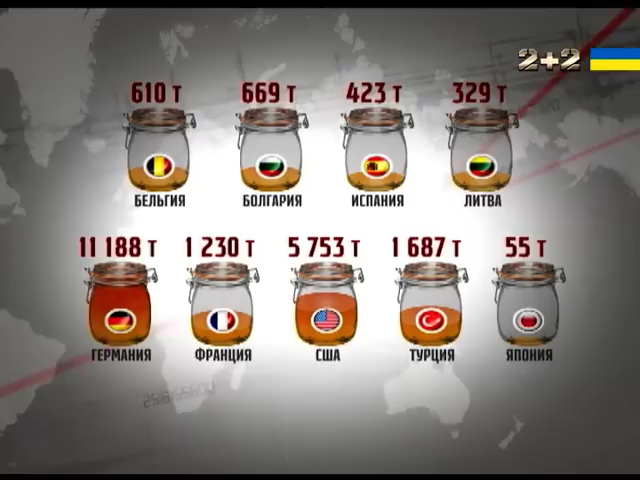 2+2
610 Т 669 Т 423 Т 329 Т
БЕЛЬГИЯ БОЛГАРИЯ ИСПАНИЯ ЛИТВА
11 188 Т 1 230 Т 5 753 Т 1 687 Т 55 Т
ГЕРМАНИЯ ФРАНЦИЯ США ТУРЦИЯ ЯПОНИЯ